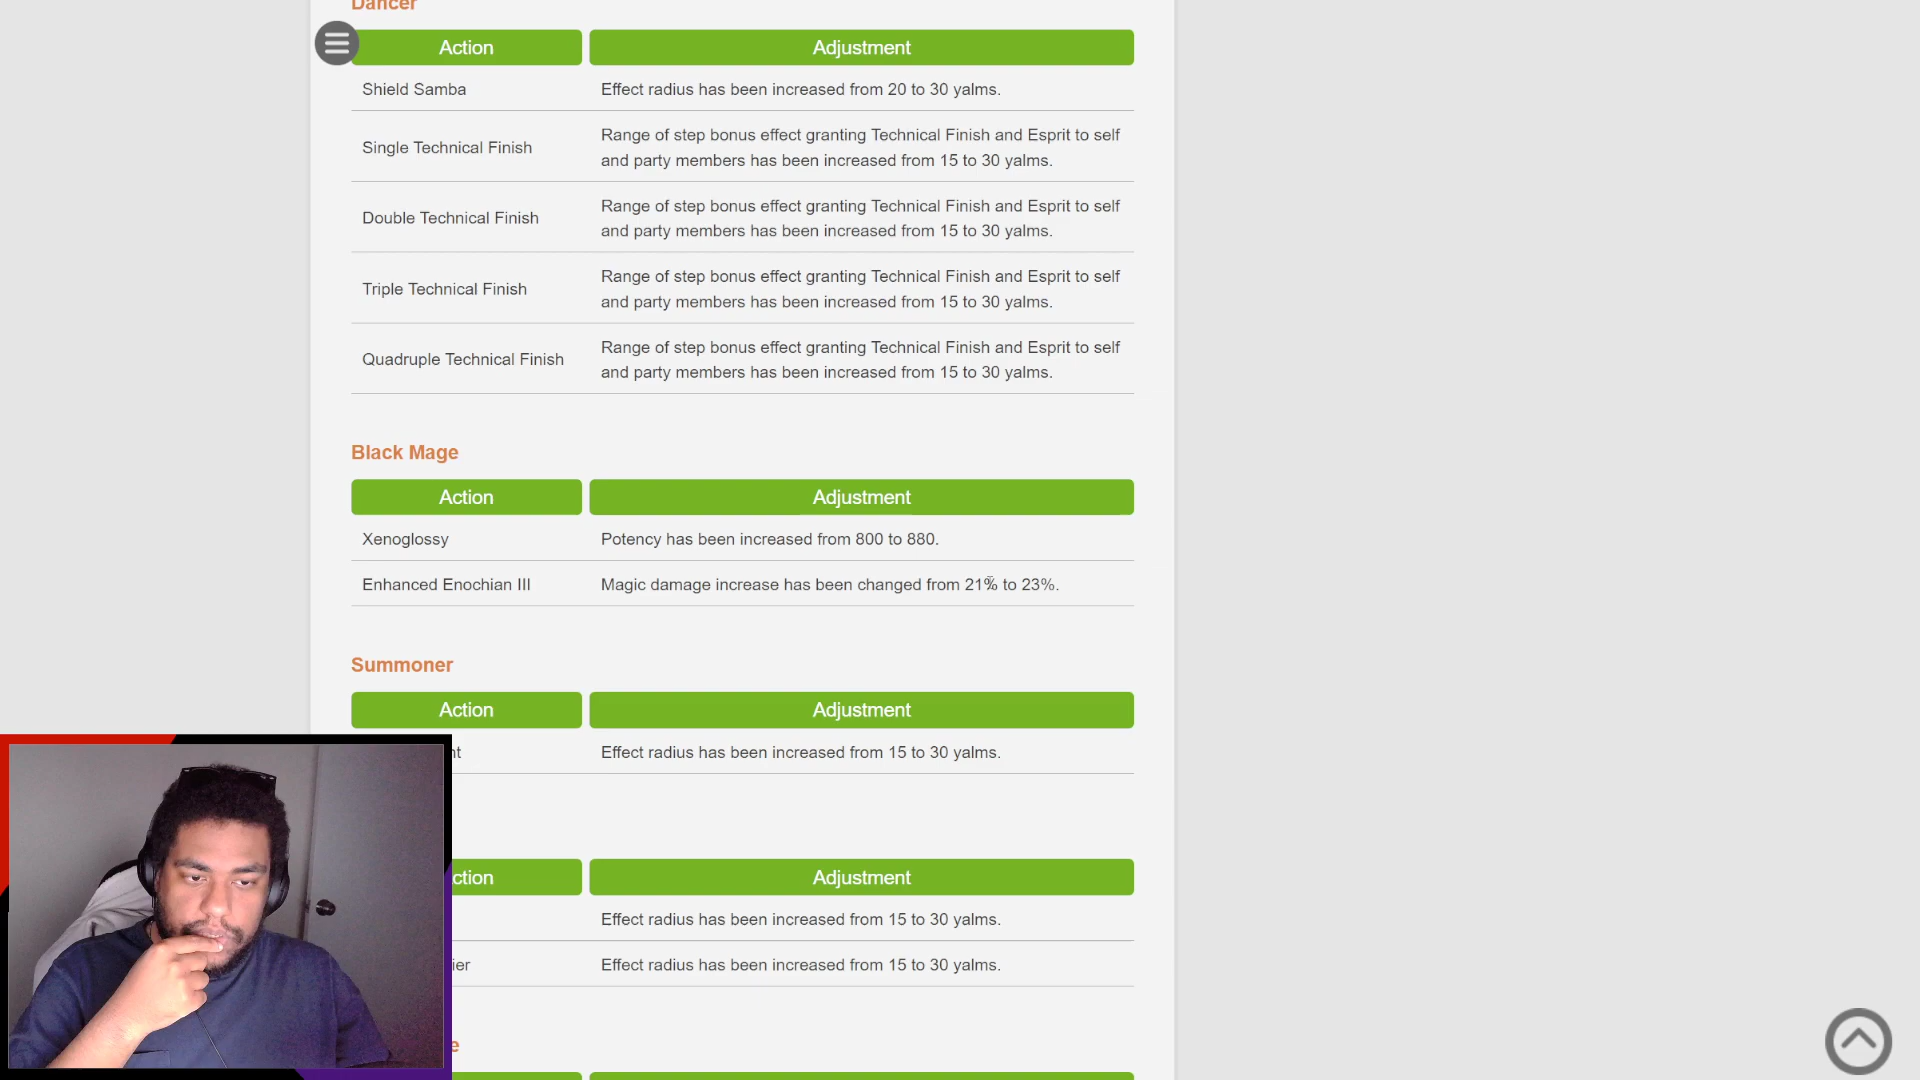 Dancer
Action Adjustment
Shield Samba Effect radius has been increased from 20 to 30 yalms.
Single Technical Finish Range of step bonus effect granting Technical Finish and Esprit to self
and party members has been increased from 15 to 30 yalms.
Double Technical Finish Range of step bonus effect granting Technical Finish and Esprit to self
and party members has been increased from 15 to 30 yalms.
Triple Technical Finish Range of step bonus effect granting Technical Finish and Esprit to self
and party members has been increased from 15 to 30 yalms.
Quadruple Technical Finish Range of step bonus effect granting Technical Finish and Esprit to self
and party members has been increased from 15 to 30 yalms.
Black Mage
Action Adjustment
Xenoglossy Potency has been increased from 800 to 880.
Enhanced Enochian III Magic damage increase has been changed from 21% to 23%.
Summoner
Action Adjustment
nt Effect radius has been increased from 15 to 30 yalms.
ction Adjustment
Effect radius has been increased from 15 to 30 yalms.
ier Effect radius has been increased from 15 to 30 yalms.
e